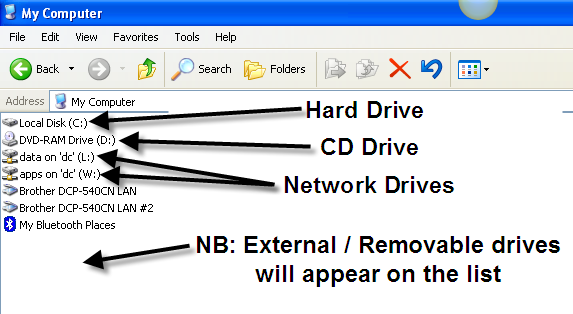 My Computer
File Edit View Favorites Tools Help
Back Search Folders
Address My Computer
Local Disk (C:)
Hard Drive
DVD-RAM Drive (D:)
CD Drive
data on 'dc' (L:)
apps on 'dc' (W:)
Network Drives
Brother DCP-540CN LAN
Brother DCP-540CN LAN #2
My Bluetooth Places
NB: External / Removable drives
will appear on the list